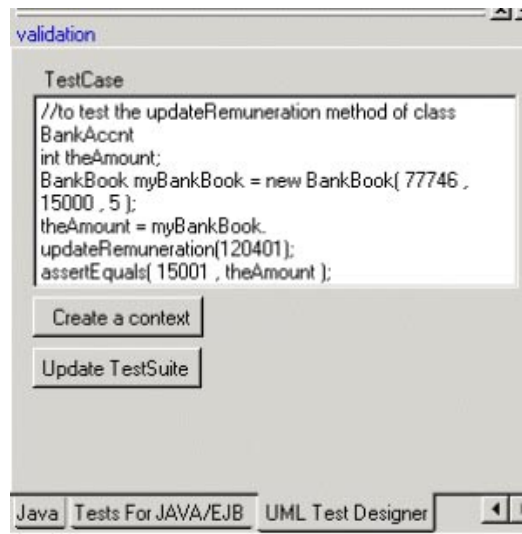 validation
TestCase
//to test the updateRemuneration method of class
BankAccnt
int theAmount;
BankBook myBankBook = new BankBook( 77746 ,
15000 , 5 );
theAmount = myBankBook.
updateRemuneration(120401);
assertEquals( 15001 , theAmount );
Create a context
Update TestSuite
Java Tests For JAVA/EJB UML Test Designer